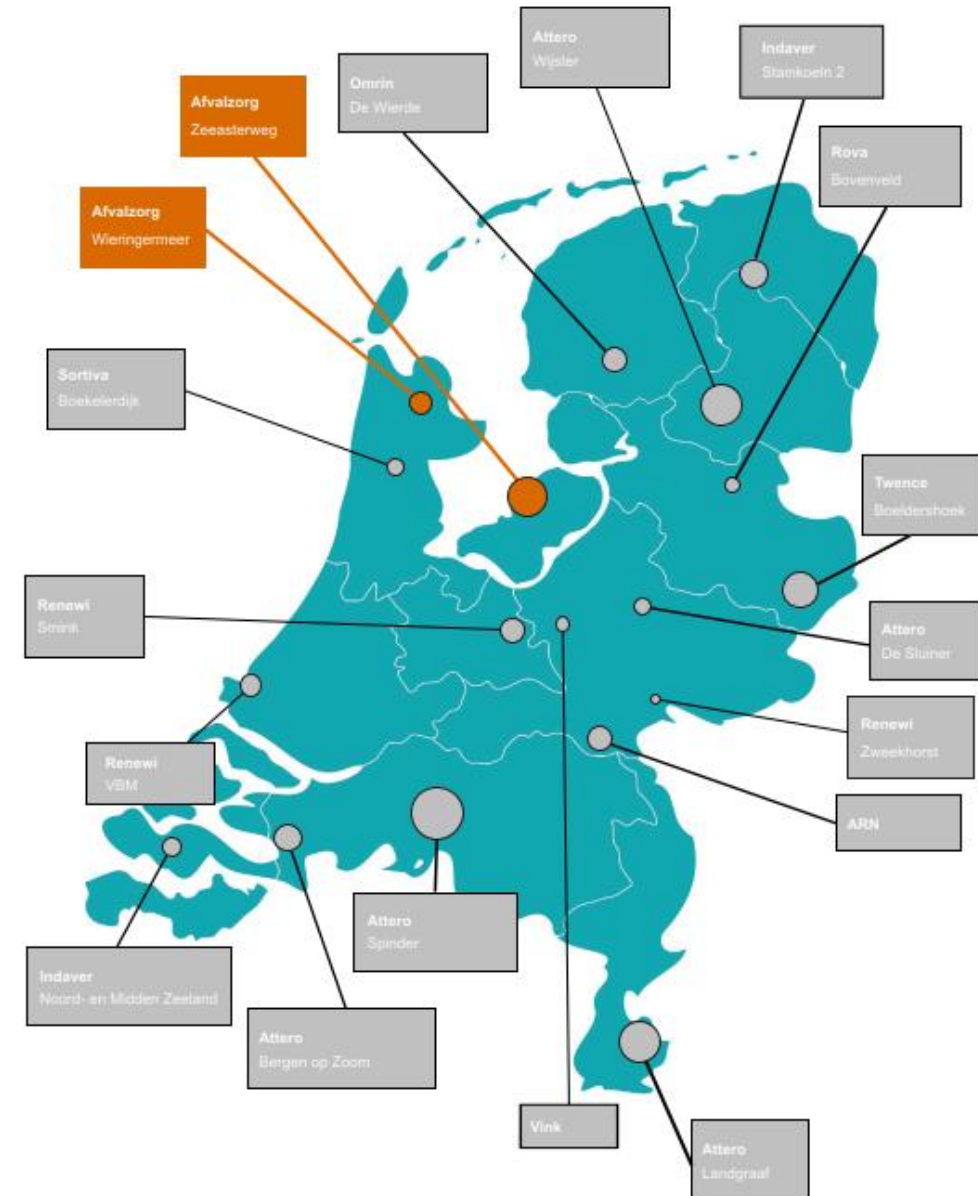 Attero
Wijster
Indaver
Stainkoeln 2
Omrin
De Wierde
Afvalzorg
Zeeasterweg
Rova
Bovenveld
Afvalzorg
Wieringermeer
Sortiva
Boekelerdijk
Twence
Boeldershoek
Renewi
Smink
Attero
De Sluiner
Renewi
Zweekhorst
Renewi
VBM
ARN
Attero
Spinder
Indaver
Noord- en Midden Zeeland
Attero
Bergen op Zoom
Vink
Attero
Landgraaf